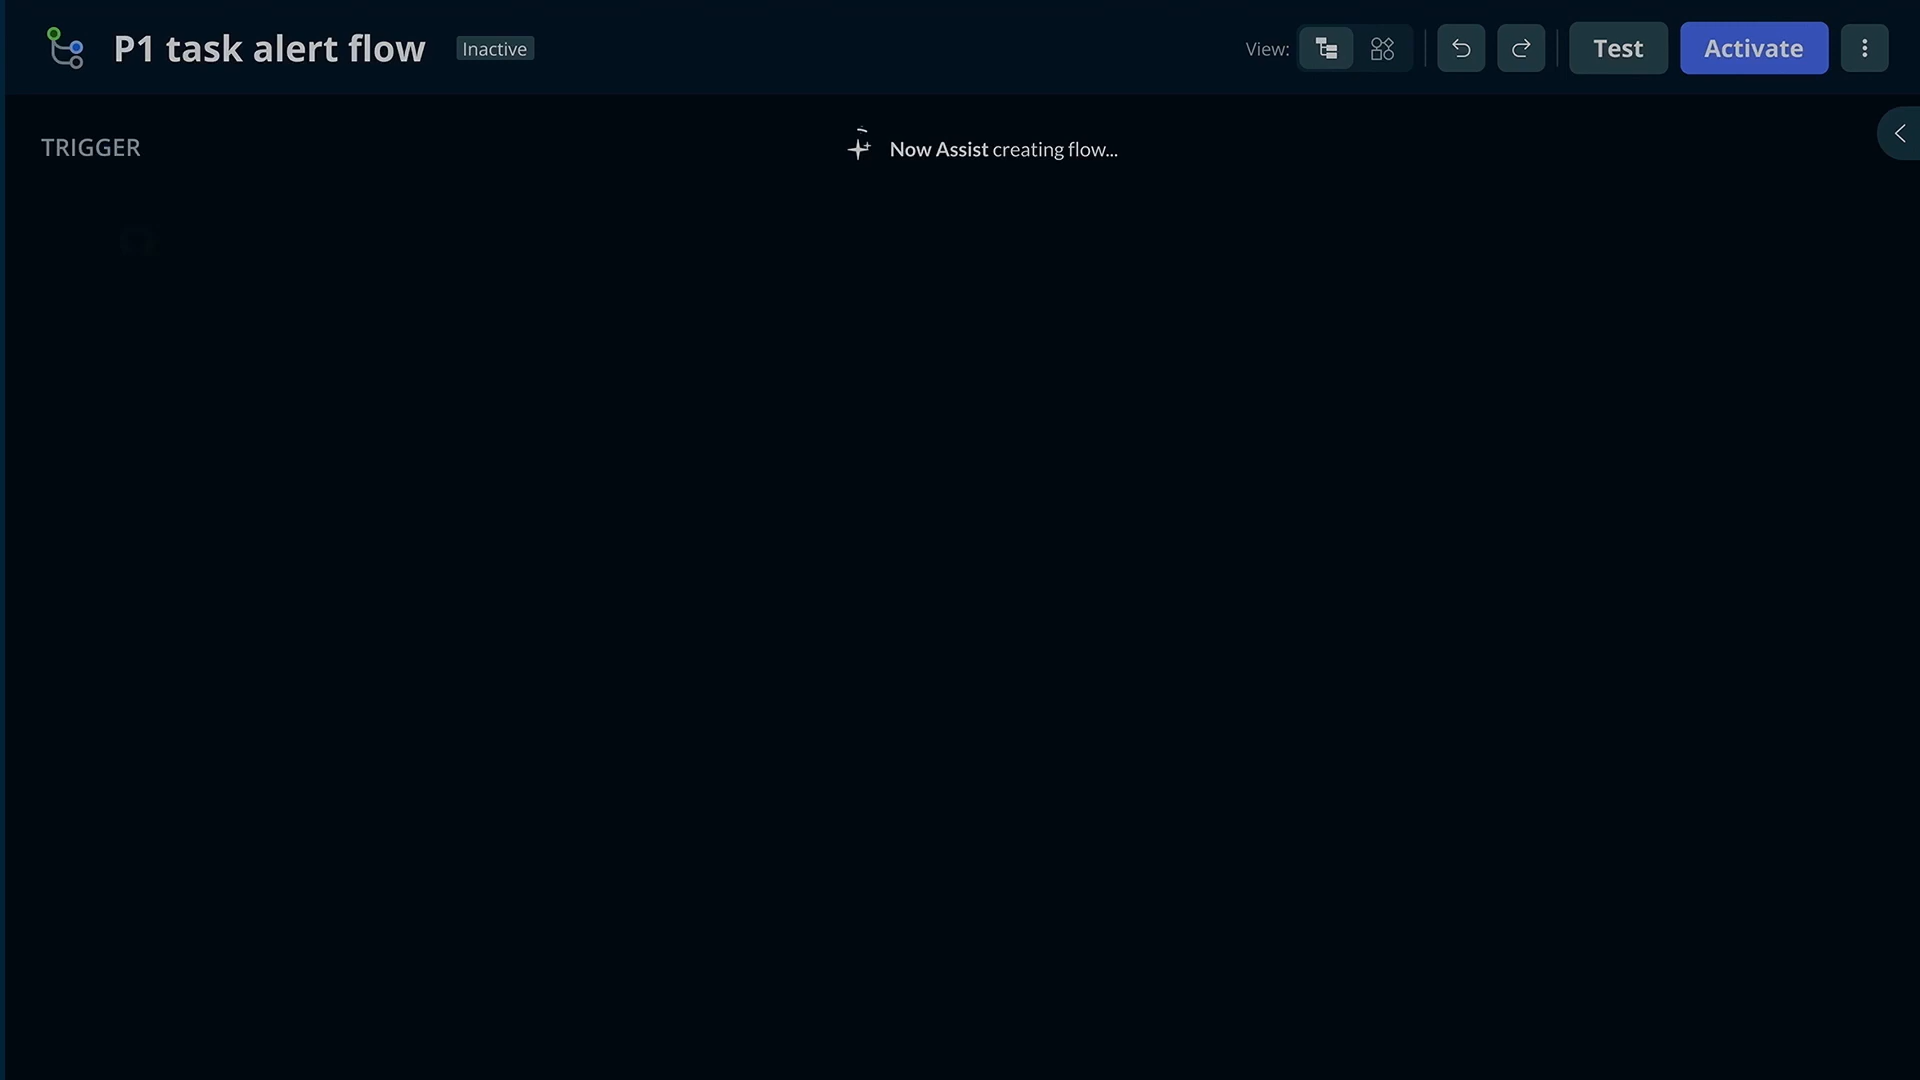 P1 task alert flow
Inactive
View:
Test
Activate
TRIGGER
Now Assist creating flow...